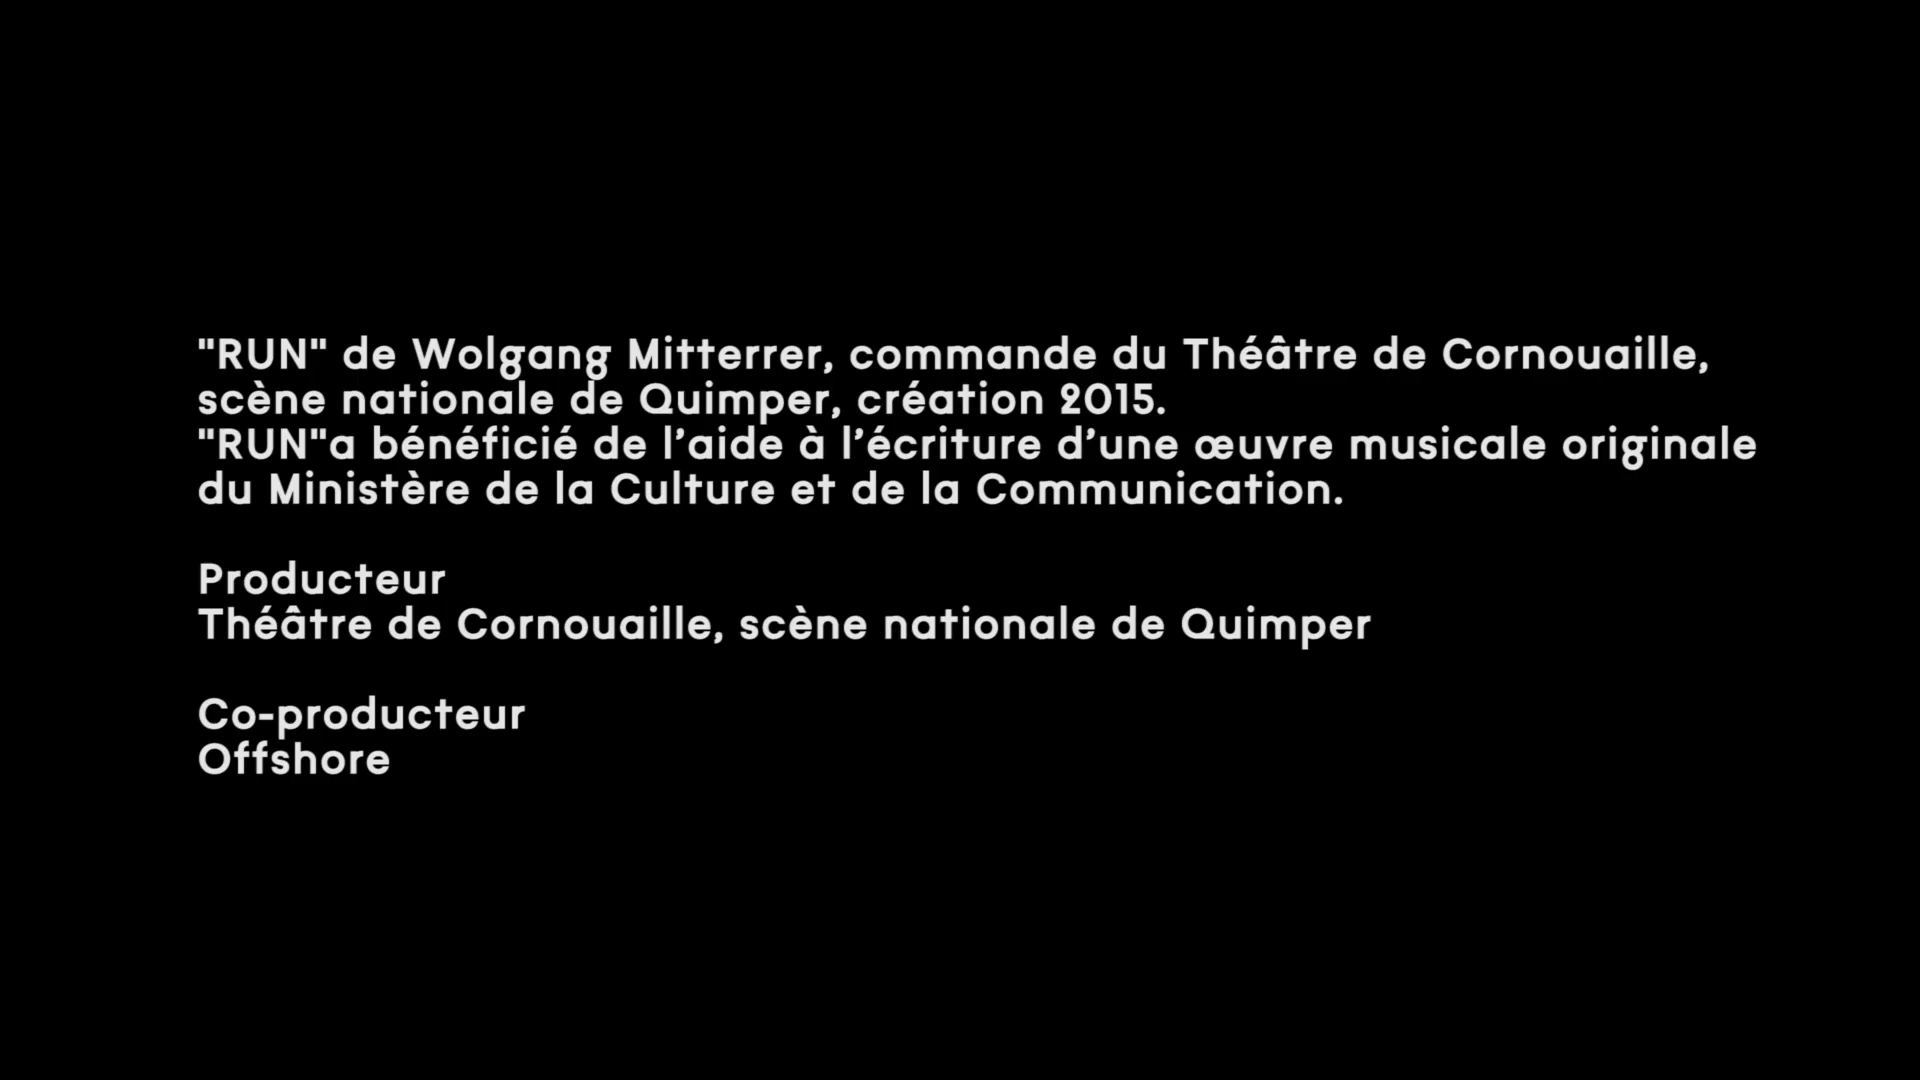 "RUN" de Wolgang Mitterrer, commande du Théâtre de Cornouaille,
scène nationale de Quimper, création 2015.
"RUN"a bénéficié de l’aide à l’écriture d’une œuvre musicale originale
du Ministère de la Culture et de la Communication.
Producteur
Théâtre de Cornouaille, scène nationale de Quimper
Co-producteur
Offshore